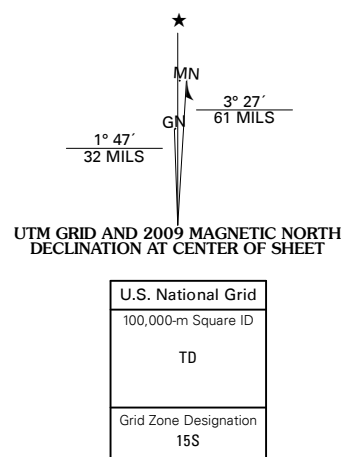 ★
MN
3° 27´
61 MILS
GN
1° 47´
32 MILS
UTM GRID AND 2009 MAGNETIC NORTH
DECLINATION AT CENTER OF SHEET
U.S. National Grid
100,000-m Square ID
TD
Grid Zone Designation
15S